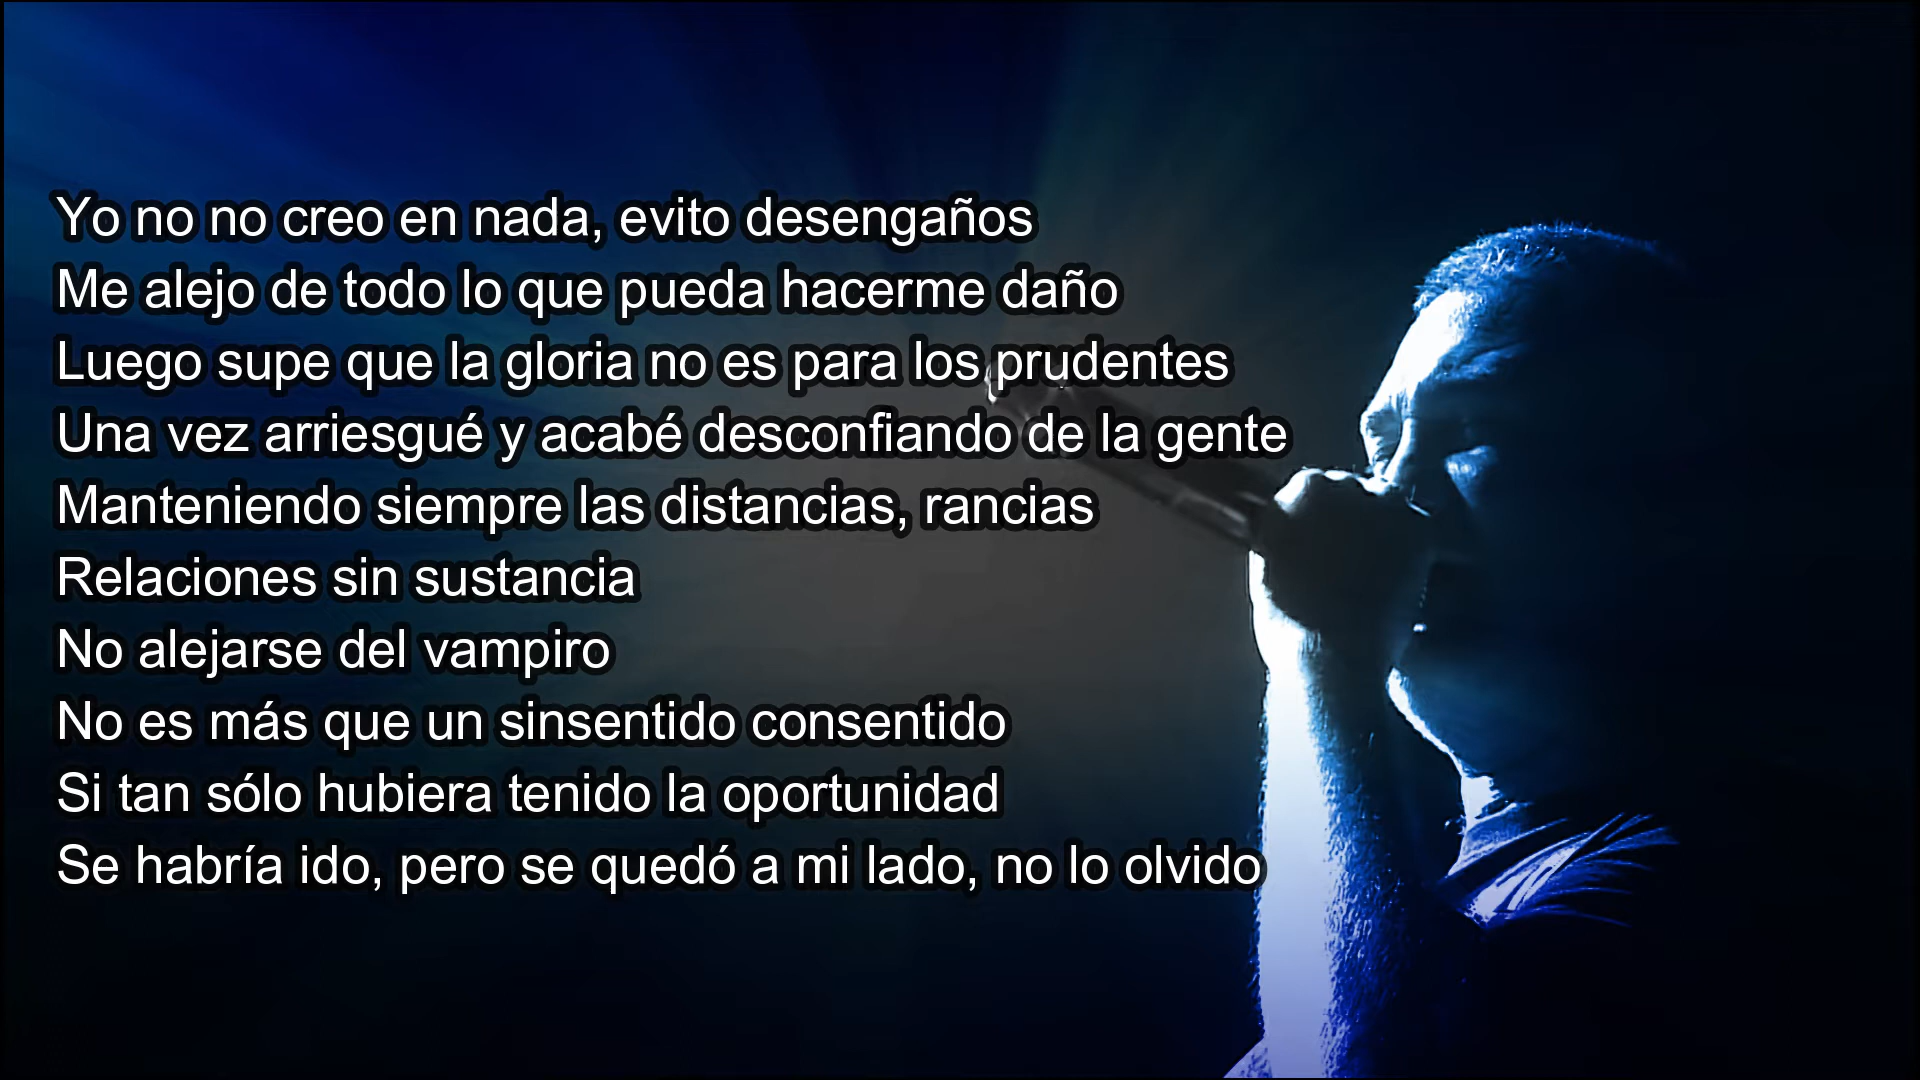 Yo no no creo en nada, evito desengaños
Me alejo de todo lo que pueda hacerme daño
Luego supe que la gloria no es para los prudentes
Una vez arriesgué y acabé desconfiando de la gente
Manteniendo siempre las distancias, rancias
Relaciones sin sustancia
No alejarse del vampiro
No es más que un sinsentido consentido
Si tan sólo hubiera tenido la oportunidad
Se habría ido, pero se quedó a mi lado, no lo olvido